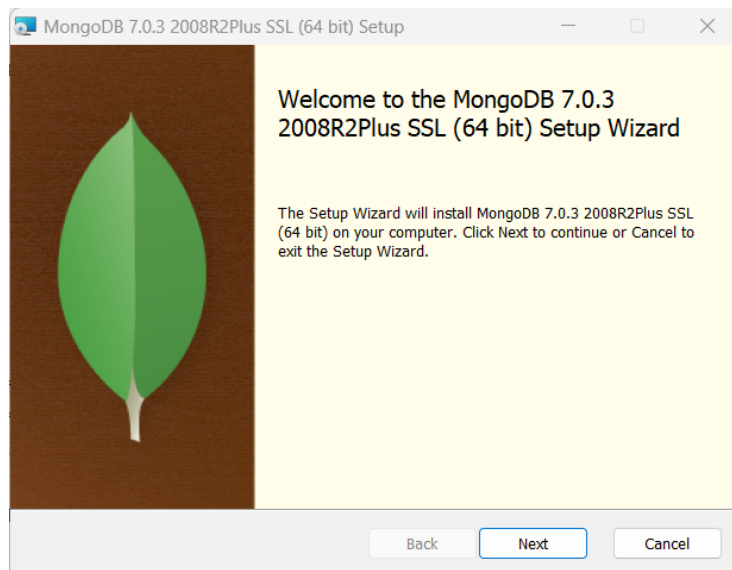 MongoDB 7.0.3 2008R2Plus SSL (64 bit) Setup
Welcome to the MongoDB 7.0.3
2008R2Plus SSL (64 bit) Setup Wizard
The Setup Wizard will install MongoDB 7.0.3 2008R2Plus SSL
(64 bit) on your computer. Click Next to continue or Cancel to
exit the Setup Wizard.
Back Next Cancel